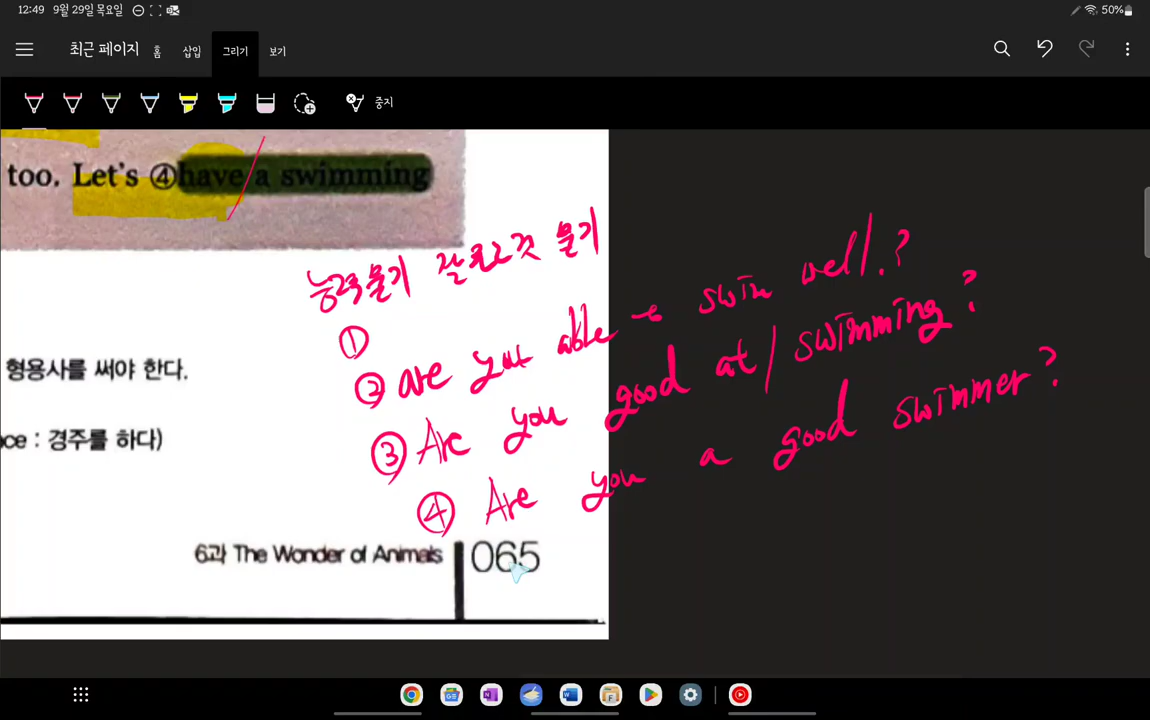 12:49 9월 29일 목요일 50%
최근 페이지 홈 삽입 그리기 보기
중지
too. Let's ④have a swimming
능력묻기 잘하는것 묻기
①
② are you able to swim well.?
형용사를 써야 한다.
③ Are you good at / swimming?
ace : 경주를 하다)
④ Are you a good swimmer?
6과 The Wonder of Animals 065